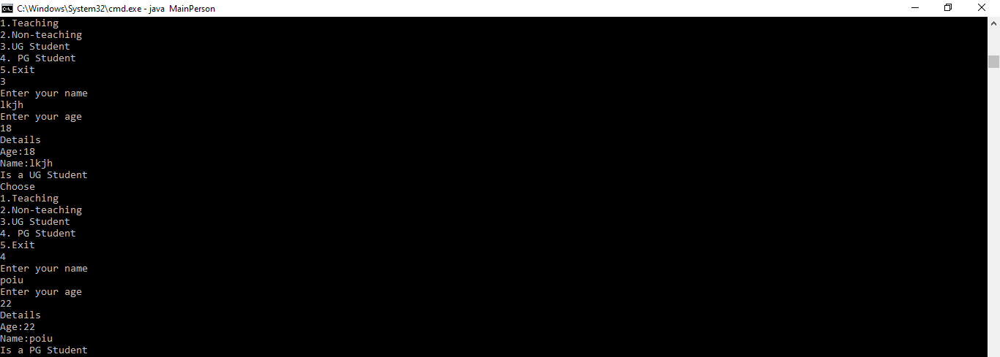 C:\Windows\System32\cmd.exe - java  MainPerson
1.Teaching
2.Non-teaching
3.UG Student
4. PG Student
5.Exit
3
Enter your name
lkjh
Enter your age
18
Details
Age:18
Name:lkjh
Is a UG Student
Choose
1.Teaching
2.Non-teaching
3.UG Student
4. PG Student
5.Exit
4
Enter your name
poiu
Enter your age
22
Details
Age:22
Name:poiu
Is a PG Student